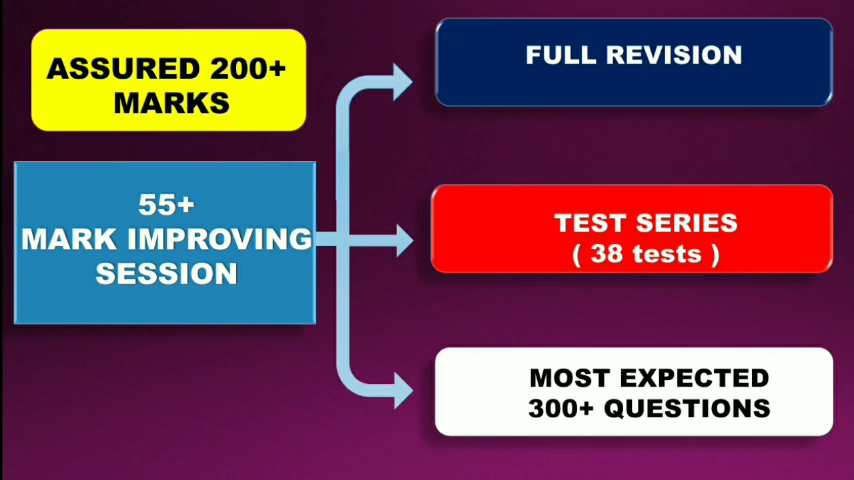 ASSURED 200+
MARKS
55+
MARK IMPROVING
SESSION
FULL REVISION
TEST SERIES
( 38 tests )
MOST EXPECTED
300+ QUESTIONS